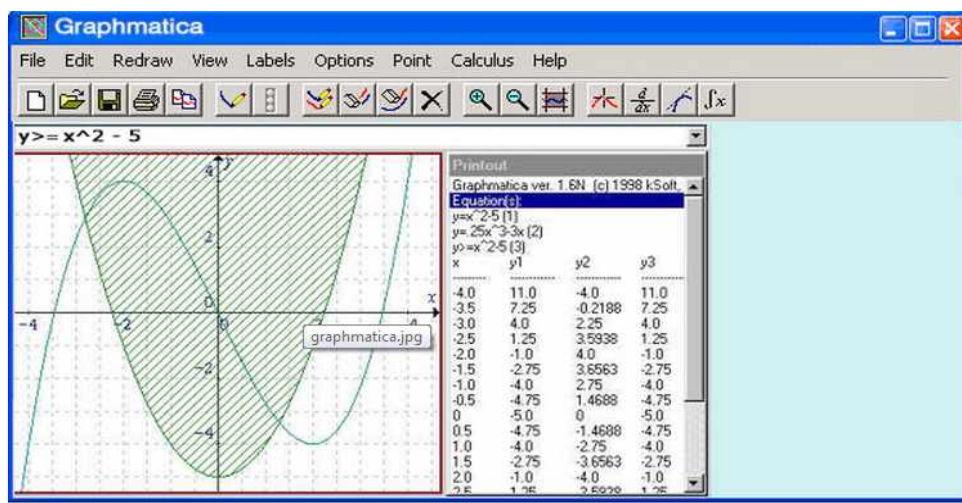 Graphmatica
File Edit Redraw View Labels Options Point Calculus Help
d/dx ∫x
y>= x^2 - 5
4 y
2
0 x
-4 -2 0 4
graphmatica.jpg
-2
-4
Printout
Graphmatica ver. 1.6N (c) 1998 kSoft,
Equation(s):
y=x^2-5 (1)
y=.25x^3-3x (2)
y>=x^2-5 (3)
x y1 y2 y3
-------- -------- -------- --------
-4.0 11.0 -4.0 11.0
-3.5 7.25 -0.2188 7.25
-3.0 4.0 2.25 4.0
-2.5 1.25 3.5938 1.25
-2.0 -1.0 4.0 -1.0
-1.5 -2.75 3.6563 -2.75
-1.0 -4.0 2.75 -4.0
-0.5 -4.75 1.4688 -4.75
0 -5.0 0 -5.0
0.5 -4.75 -1.4688 -4.75
1.0 -4.0 -2.75 -4.0
1.5 -2.75 -3.6563 -2.75
2.0 -1.0 -4.0 -1.0